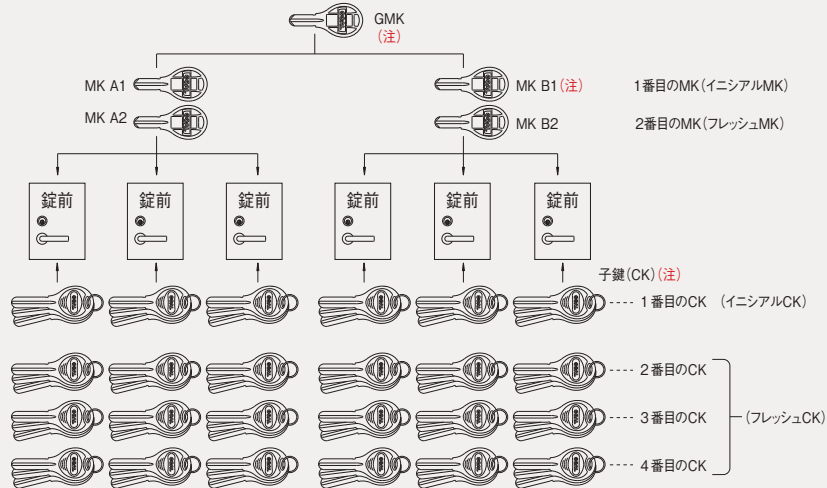 GMK
(注)
MK A1
MK B1(注)
1番目のMK(イニシアルMK)
MK A2
MK B2
2番目のMK(フレッシュMK)
錠前
錠前
錠前
錠前
錠前
錠前
子鍵(CK)(注)
1番目のCK (イニシアルCK)
2番目のCK
3番目のCK
(フレッシュCK)
4番目のCK